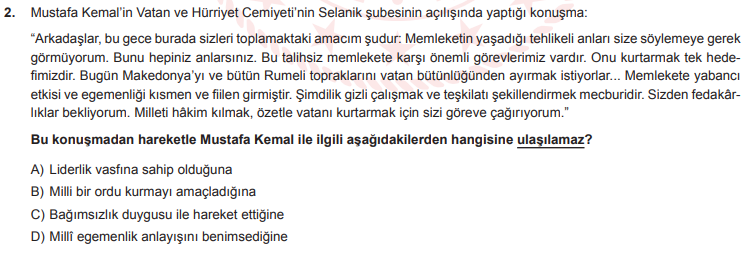 2. Mustafa Kemal'in Vatan ve Hürriyet Cemiyeti'nin Selanik şubesinin açılışında yaptığı konuşma:
"Arkadaşlar, bu gece burada sizleri toplamaktaki amacım şudur: Memleketin yaşadığı tehlikeli anları size söylemeye gerek
görmüyorum. Bunu hepiniz anlarsınız. Bu talihsiz memlekete karşı önemli görevlerimiz vardır. Onu kurtarmak tek hede-
fimizdir. Bugün Makedonya'yı ve bütün Rumeli topraklarını vatan bütünlüğünden ayırmak istiyorlar... Memlekete yabancı
etkisi ve egemenliği kısmen ve fiilen girmiştir. Şimdilik gizli çalışmak ve teşkilatı şekillendirmek mecburidir. Sizden fedakâr-
lıklar bekliyorum. Milleti hâkim kılmak, özetle vatanı kurtarmak için sizi göreve çağırıyorum."
Bu konuşmadan hareketle Mustafa Kemal ile ilgili aşağıdakilerden hangisine ulaşılamaz?
A) Liderlik vasfına sahip olduğuna
B) Milli bir ordu kurmayı amaçladığına
C) Bağımsızlık duygusu ile hareket ettiğine
D) Millî egemenlik anlayışını benimsediğine